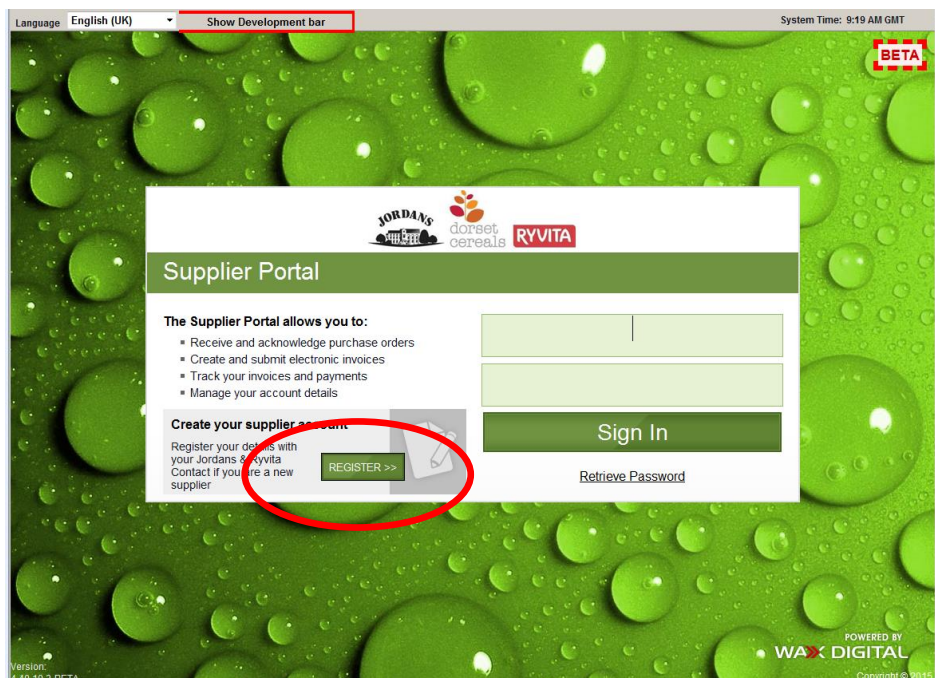 Language English (UK) Show Development bar System Time: 9:19 AM GMT
BETA
JORDANS
dorset
cereals
RYVITA
Supplier Portal
The Supplier Portal allows you to:
Receive and acknowledge purchase orders
Create and submit electronic invoices
Track your invoices and payments
Manage your account details
Create your supplier account
Register your details with
your Jordans & Ryvita
Contact if you are a new
supplier
REGISTER >>
Sign In
Retrieve Password
POWERED BY
WAX DIGITAL
Version:
BETA
Copyright © 2015